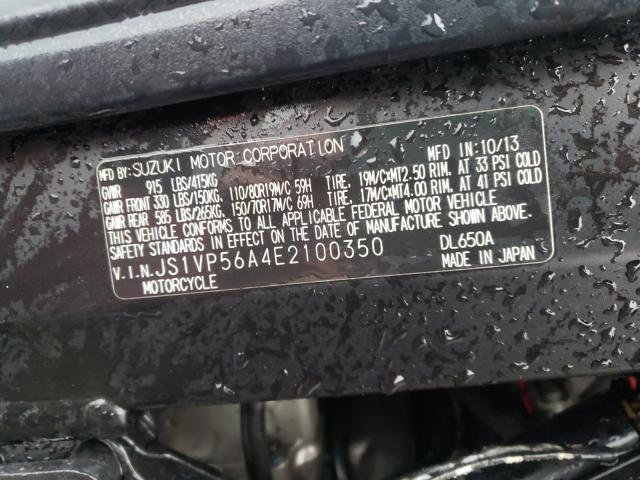 MFD BY:SUZUKI MOTOR CORPORATION MFD IN:10/13
GVWR 915 LBS/415KG
GAWR FRONT 330 LBS/150KG, 110/80R19M/C 59H TIRE, 19M/C×MT2.50 RIM. AT 33 PSI COLD
GAWR REAR 585 LBS/265KG, 150/70R17M/C 69H TIRE, 17M/C×MT4.00 RIM. AT 41 PSI COLD
THIS VEHICLE CONFORMS TO ALL APPLICABLE FEDERAL MOTOR VEHICLE
SAFETY STANDARDS IN EFFECT ON THE DATE OF MANUFACTURE SHOWN ABOVE.
V.I.N.JS1VP56A4E2100350 DL650A
MOTORCYCLE MADE IN JAPAN